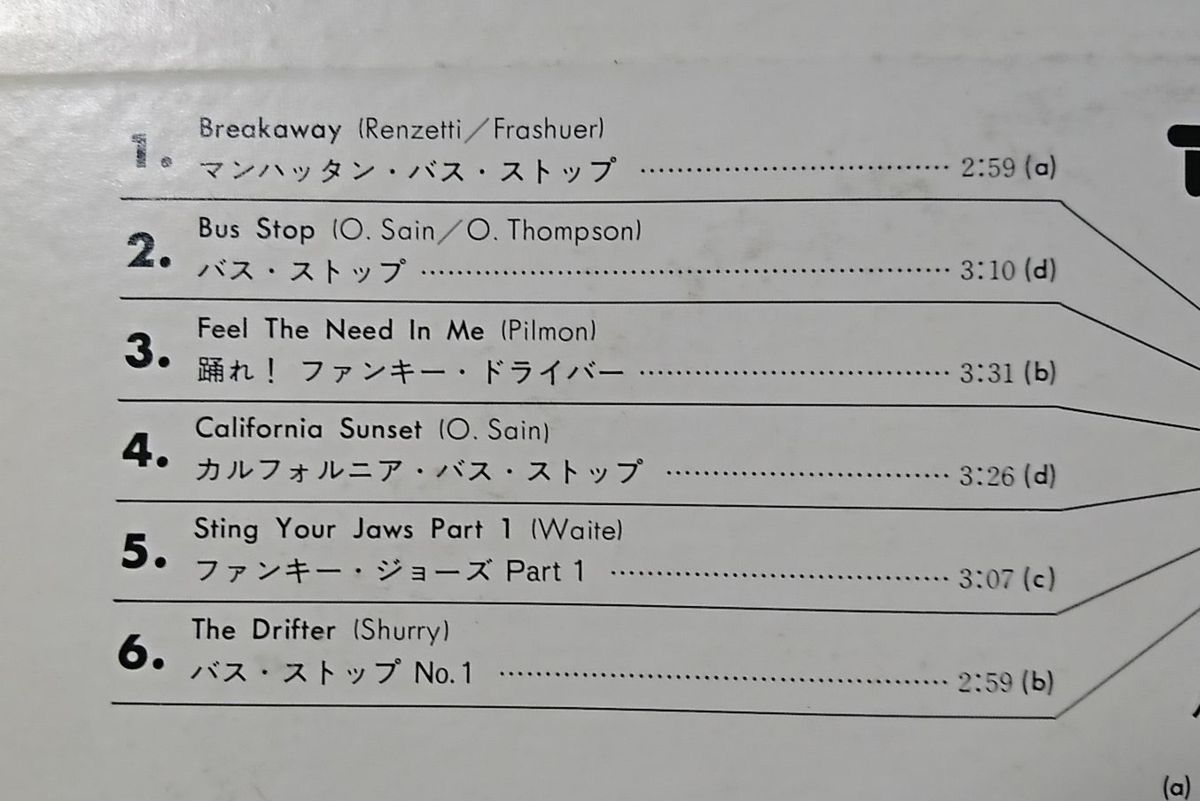 1. Breakaway (Renzetti／Frashuer)
マンハッタン・バス・ストップ ........................................ 2:59 (a)
2. Bus Stop (O. Sain／O. Thompson)
バス・ストップ ........................................ 3:10 (d)
3. Feel The Need In Me (Pilmon)
踊れ！ ファンキー・ドライバー ........................................ 3:31 (b)
4. California Sunset (O. Sain)
カルフォルニア・バス・ストップ ........................................ 3:26 (d)
5. Sting Your Jaws Part 1 (Waite)
ファンキー・ジョーズ Part 1 ........................................ 3:07 (c)
6. The Drifter (Shurry)
バス・ストップ No.1 ........................................ 2:59 (b)
(a)